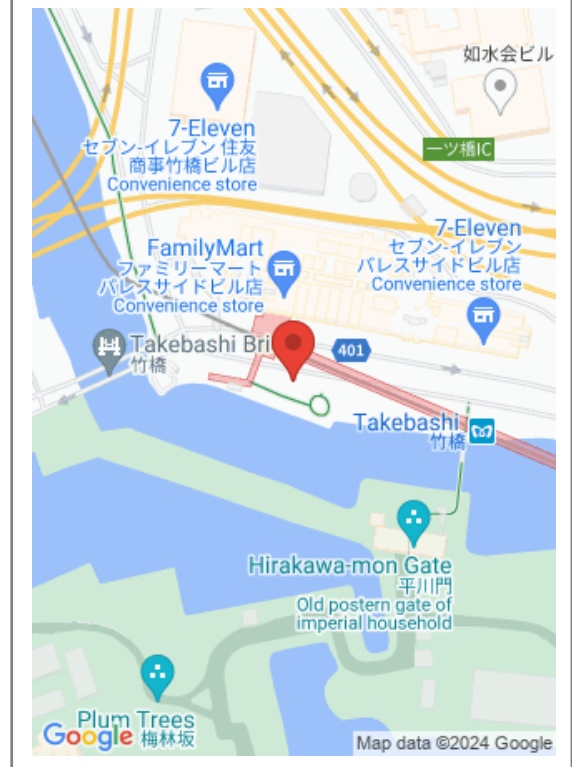 如水会ビル
7-Eleven
セブン-イレブン 住友
商事竹橋ビル店
Convenience store
一ツ橋IC
7-Eleven
セブン-イレブン
パレスサイドビル店
Convenience store
FamilyMart
ファミリーマート
パレスサイドビル店
Convenience store
Takebashi Bri
竹橋
401
Takebashi
竹橋
Hirakawa-mon Gate
平川門
Old postern gate of
imperial household
Plum Trees
梅林坂
Google
Map data ©2024 Google